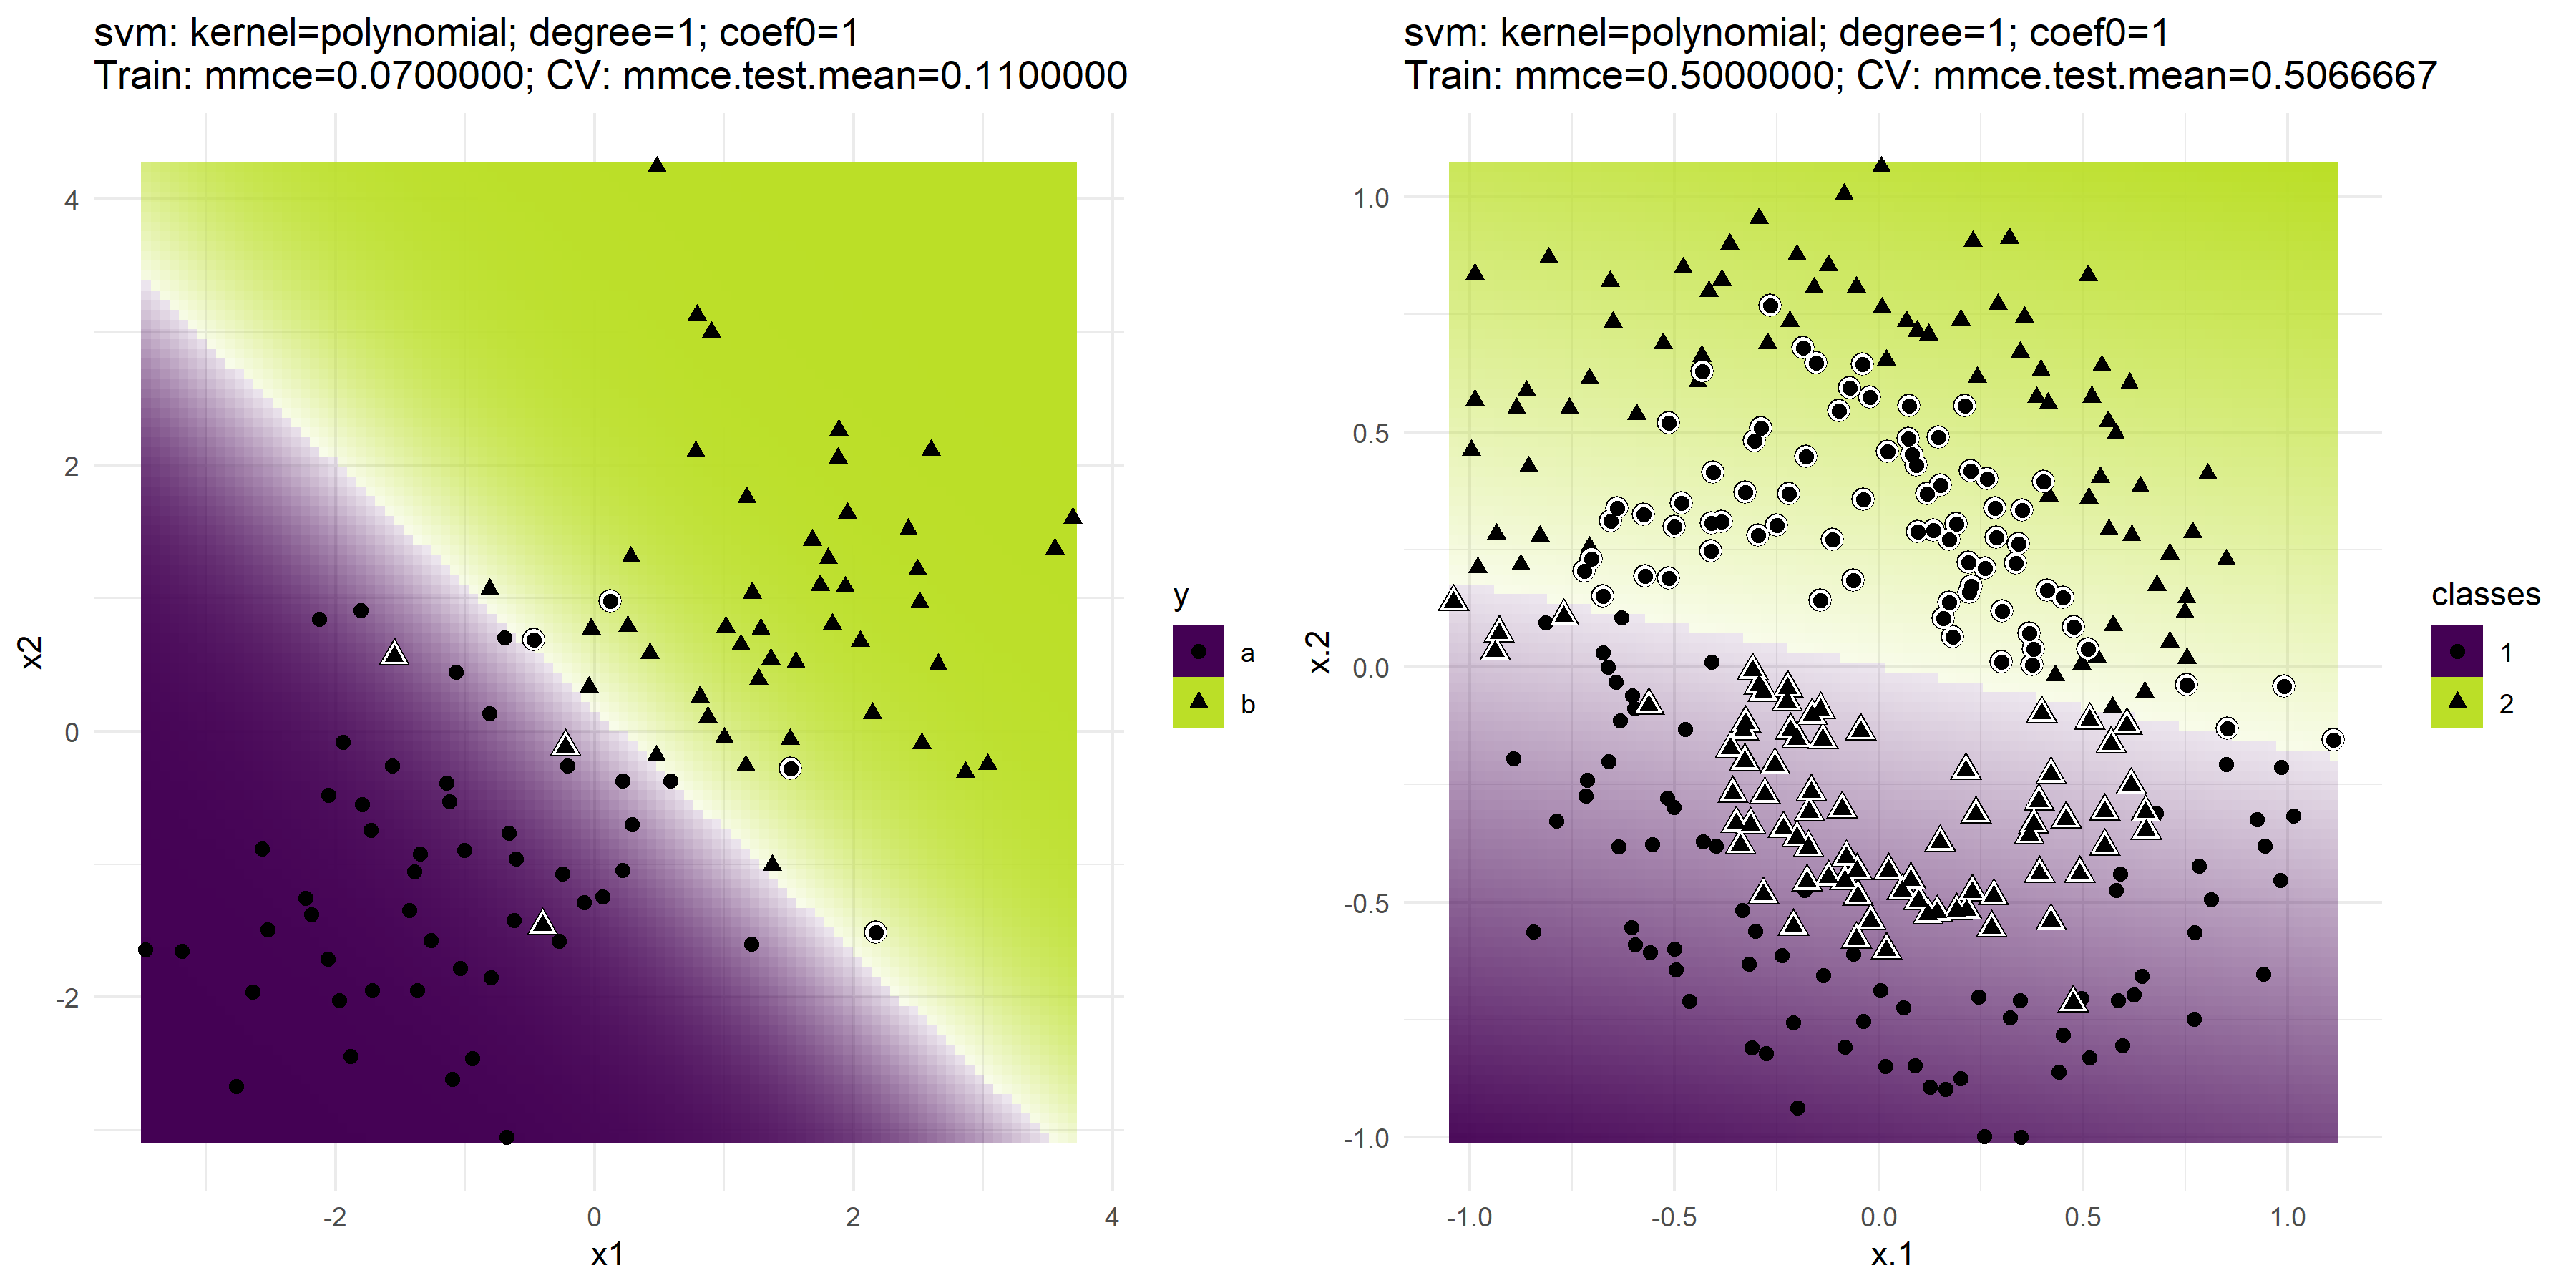 svm: kernel=polynomial; degree=1; coef0=1
Train: mmce=0.0700000; CV: mmce.test.mean=0.1100000
4
2
0
-2
x2
-2
0
2
4
x1
y
a
b
svm: kernel=polynomial; degree=1; coef0=1
Train: mmce=0.5000000; CV: mmce.test.mean=0.5066667
1.0
0.5
0.0
-0.5
-1.0
x.2
-1.0
-0.5
0.0
0.5
1.0
x.1
classes
1
2